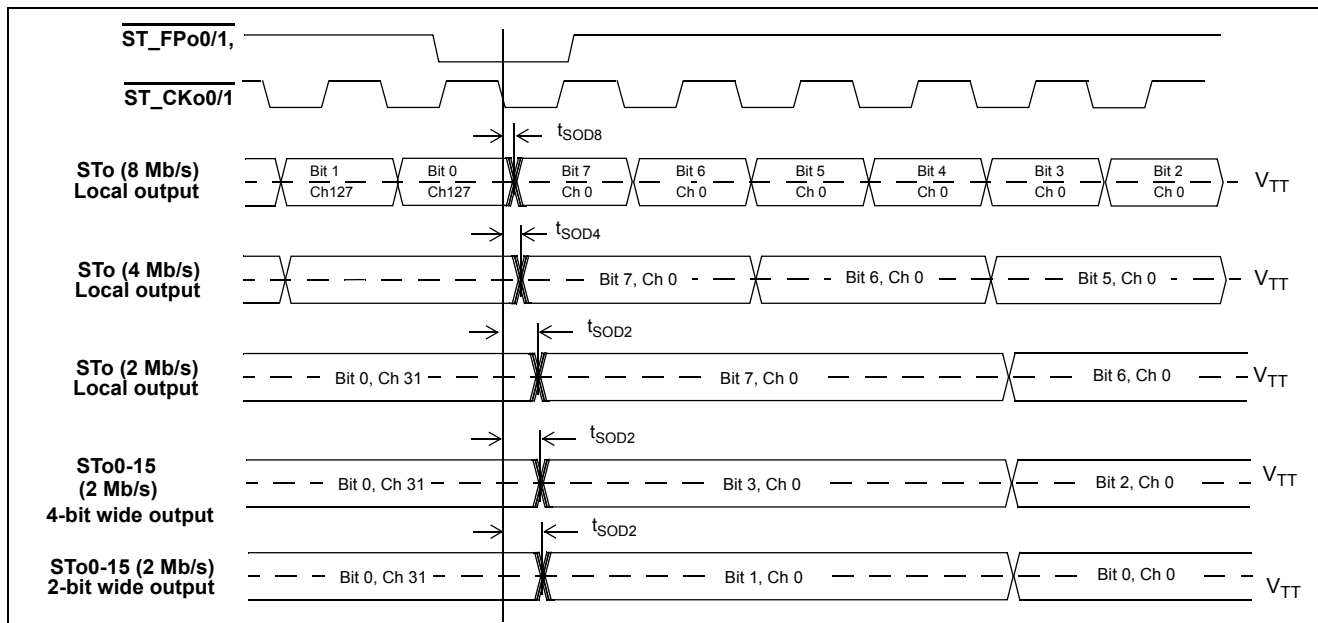 ST_FPo0/1,
ST_CKo0/1
tSOD8
STo (8 Mb/s)
Local output
Bit 1
Ch127
Bit 0
Ch127
Bit 7
Ch 0
Bit 6
Ch 0
Bit 5
Ch 0
Bit 4
Ch 0
Bit 3
Ch 0
Bit 2
Ch 0
VTT
tSOD4
STo (4 Mb/s)
Local output
Bit 7, Ch 0
Bit 6, Ch 0
Bit 5, Ch 0
VTT
tSOD2
STo (2 Mb/s)
Local output
Bit 0, Ch 31
Bit 7, Ch 0
Bit 6, Ch 0
VTT
tSOD2
STo0-15
(2 Mb/s)
4-bit wide output
Bit 0, Ch 31
Bit 3, Ch 0
Bit 2, Ch 0
VTT
tSOD2
STo0-15 (2 Mb/s)
2-bit wide output
Bit 0, Ch 31
Bit 1, Ch 0
Bit 0, Ch 0
VTT